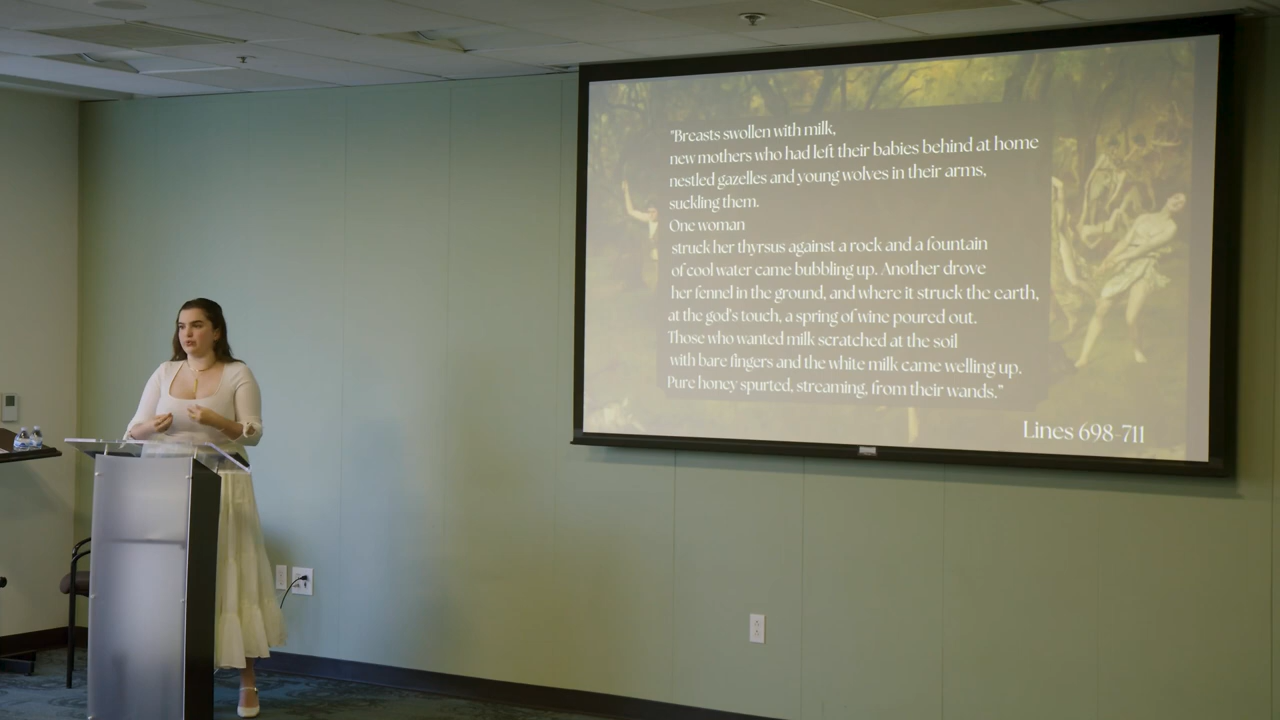 "Breasts swollen with milk,
new mothers who had left their babies behind at home
nestled gazelles and young wolves in their arms,
suckling them.
One woman
struck her thyrsus against a rock and a fountain
of cool water came bubbling up. Another drove
her fennel in the ground, and where it struck the earth,
at the god's touch, a spring of wine poured out.
Those who wanted milk scratched at the soil
with bare fingers and the white milk came welling up.
Pure honey spurted, streaming, from their wands."
Lines 698-711